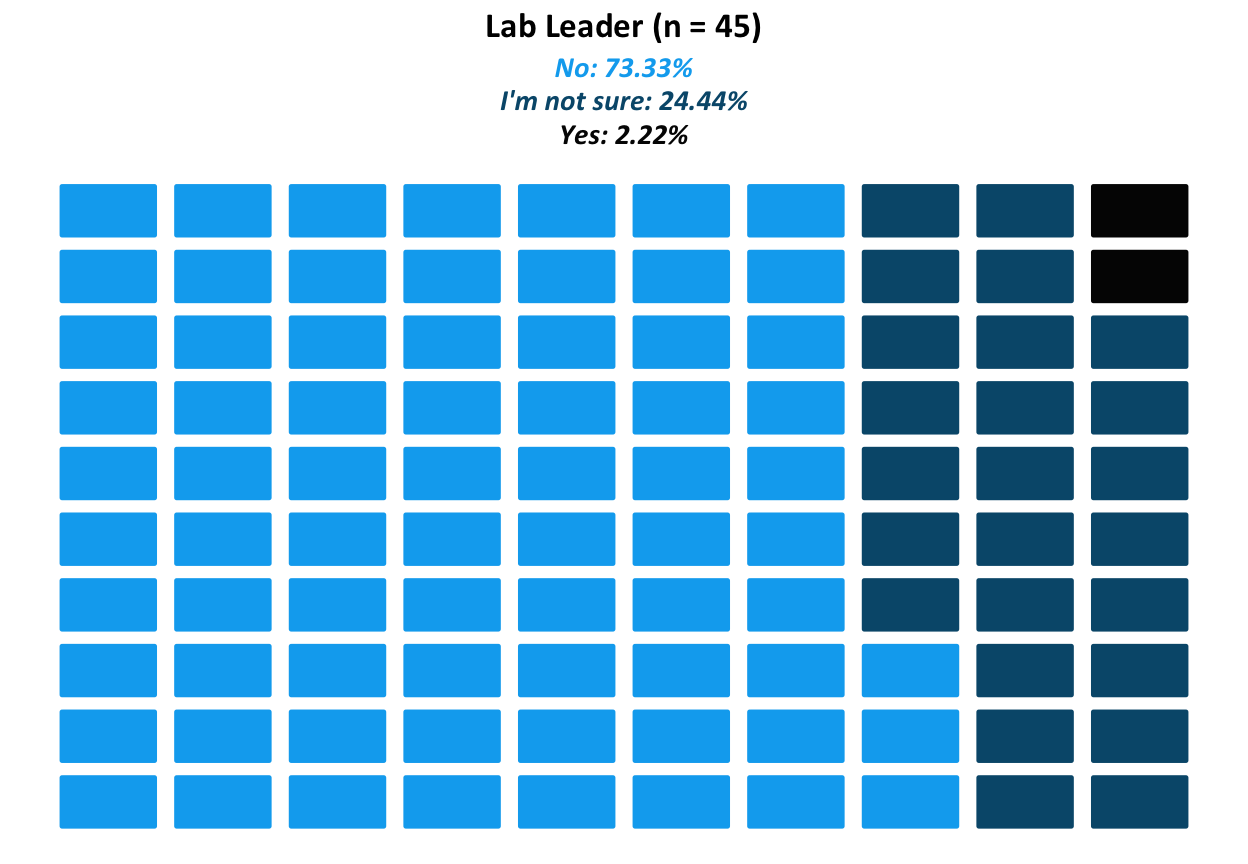 Lab Leader (n = 45)
No: 73.33%
I'm not sure: 24.44%
Yes: 2.22%